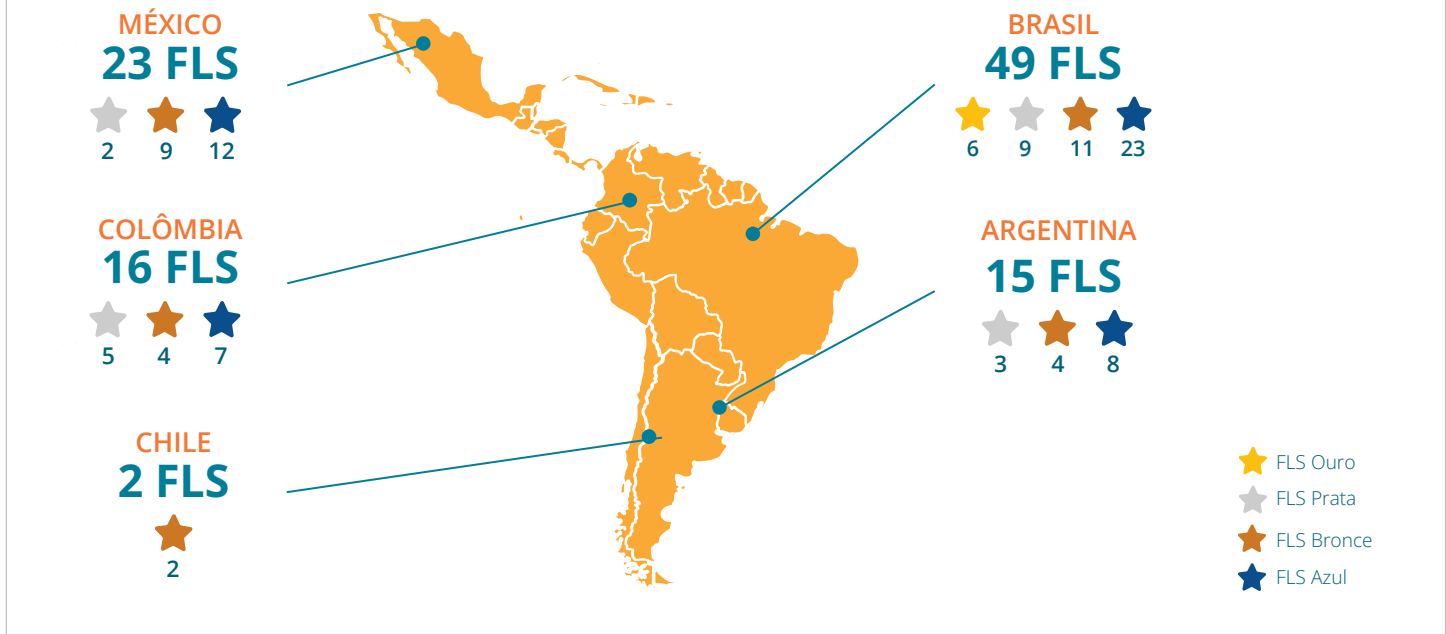 MÉXICO
23 FLS
2 9 12
COLÔMBIA
16 FLS
5 4 7
CHILE
2 FLS
2
BRASIL
49 FLS
6 9 11 23
ARGENTINA
15 FLS
3 4 8
FLS Ouro
FLS Prata
FLS Bronce
FLS Azul